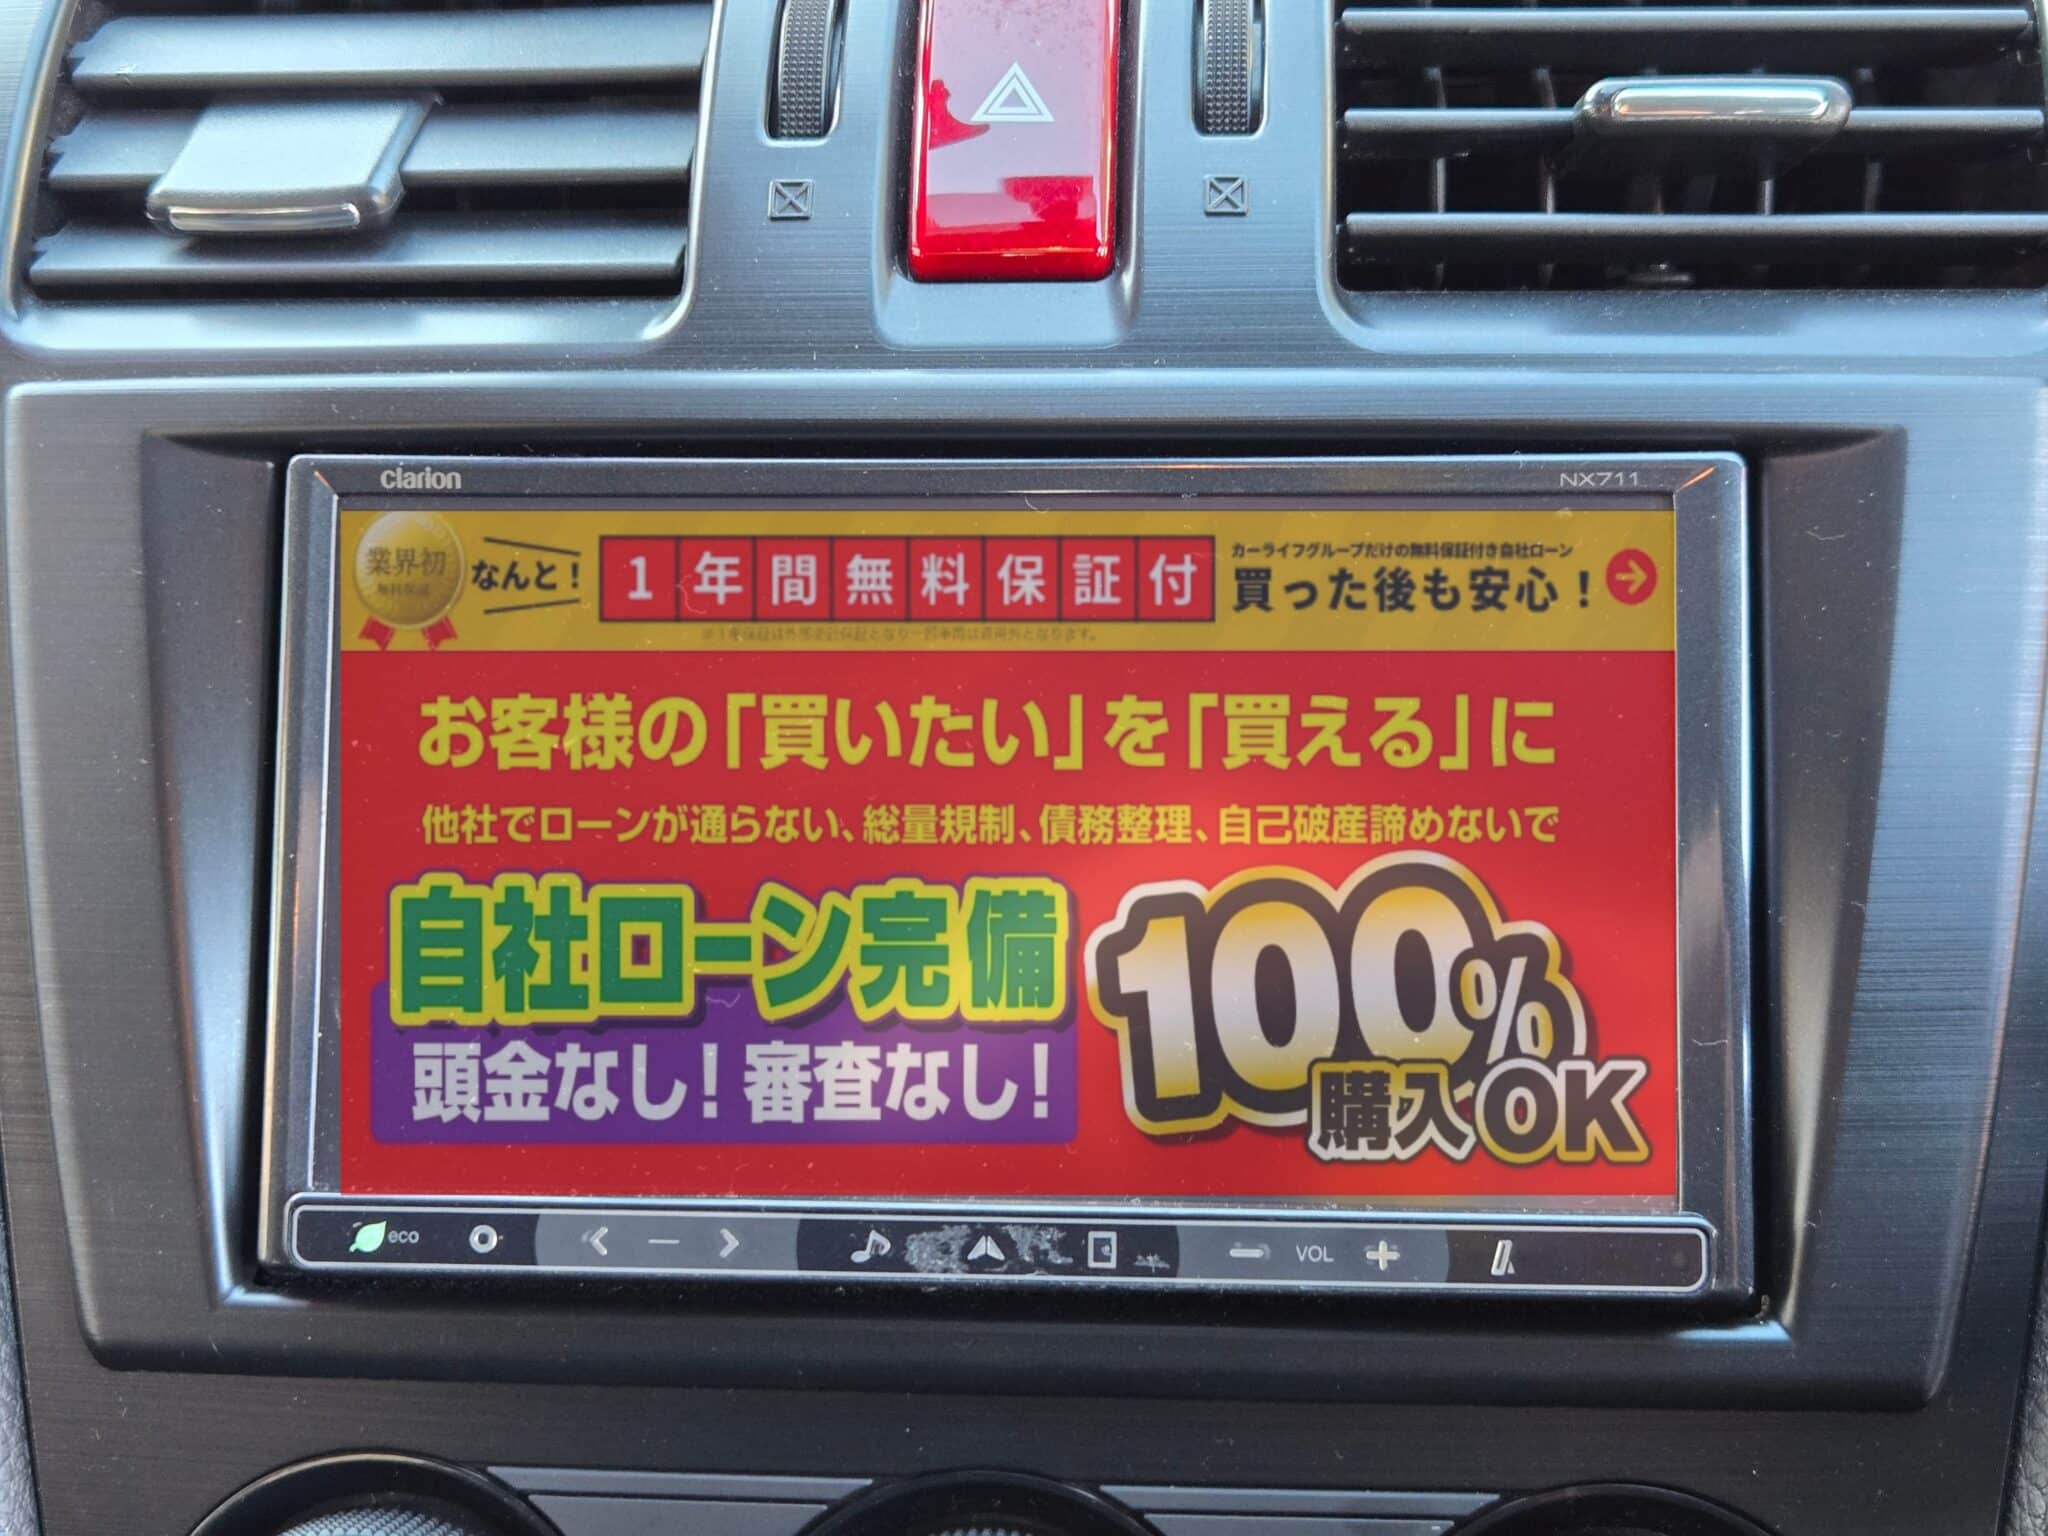 clarion
NX711
業界初
無料保証
なんと!
1年間無料保証付
カーライフグループだけの無料保証付き自社ローン
買った後も安心!
お客様の「買いたい」を「買える」に
他社でローンが通らない、総量規制、債務整理、自己破産諦めないで
自社ローン完備
頭金なし!審査なし!
100%
購入OK
eco
VOL